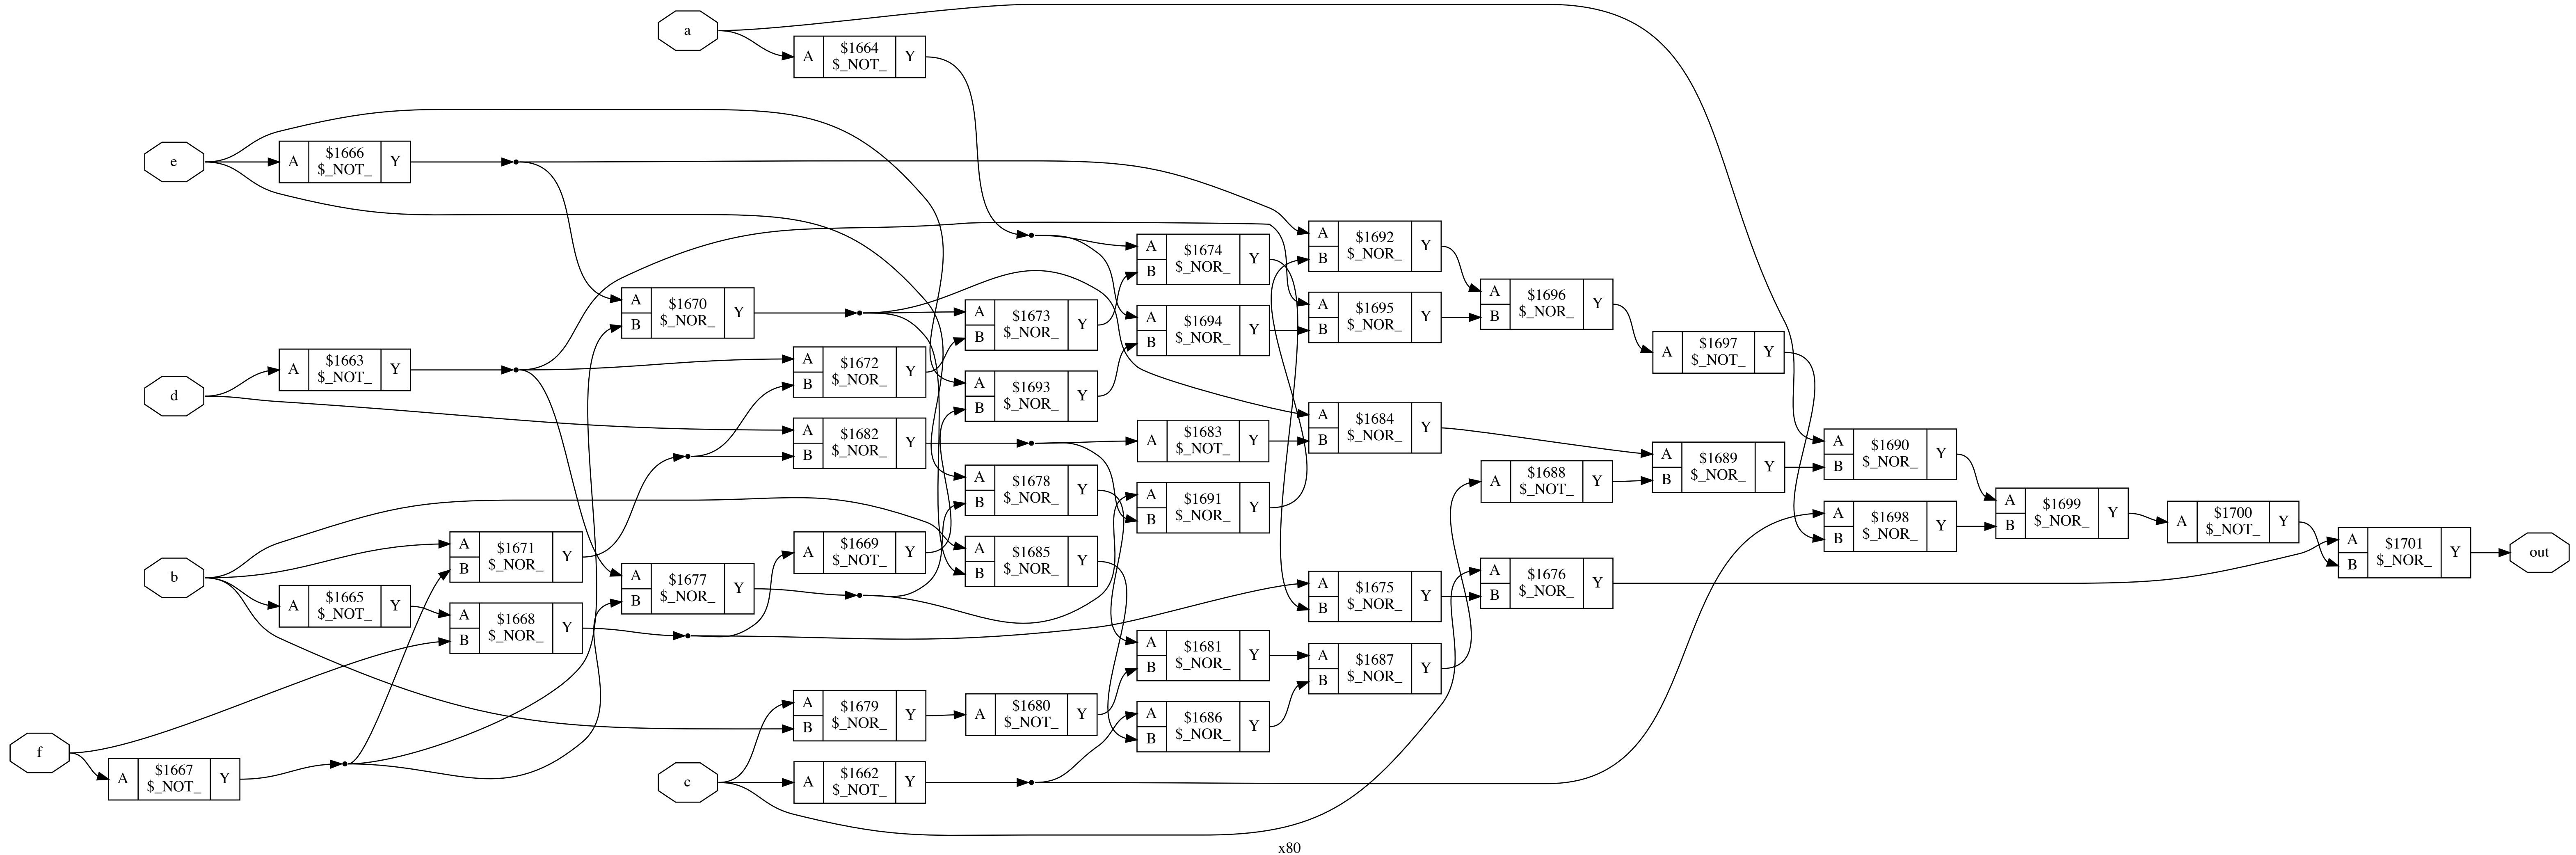 a
A $1664 $_NOT_ Y
e
A $1666 $_NOT_ Y
A B $1692 $_NOR_ Y
A B $1674 $_NOR_ Y
A B $1696 $_NOR_ Y
A B $1670 $_NOR_ Y
A B $1695 $_NOR_ Y
A B $1673 $_NOR_ Y
A B $1694 $_NOR_ Y
A $1697 $_NOT_ Y
d
A $1663 $_NOT_ Y
A B $1672 $_NOR_ Y
A B $1693 $_NOR_ Y
A B $1682 $_NOR_ Y
A $1683 $_NOT_ Y
A B $1684 $_NOR_ Y
A B $1690 $_NOR_ Y
A B $1689 $_NOR_ Y
A $1688 $_NOT_ Y
A B $1678 $_NOR_ Y
A B $1691 $_NOR_ Y
A B $1699 $_NOR_ Y
A $1700 $_NOT_ Y
A B $1698 $_NOR_ Y
A B $1671 $_NOR_ Y
A $1669 $_NOT_ Y
A B $1701 $_NOR_ Y
out
b
A B $1685 $_NOR_ Y
A B $1677 $_NOR_ Y
A B $1676 $_NOR_ Y
A B $1675 $_NOR_ Y
A $1665 $_NOT_ Y
A B $1668 $_NOR_ Y
A B $1681 $_NOR_ Y
A B $1687 $_NOR_ Y
A B $1679 $_NOR_ Y
A $1680 $_NOT_ Y
A B $1686 $_NOR_ Y
f
A $1667 $_NOT_ Y
c
A $1662 $_NOT_ Y
x80